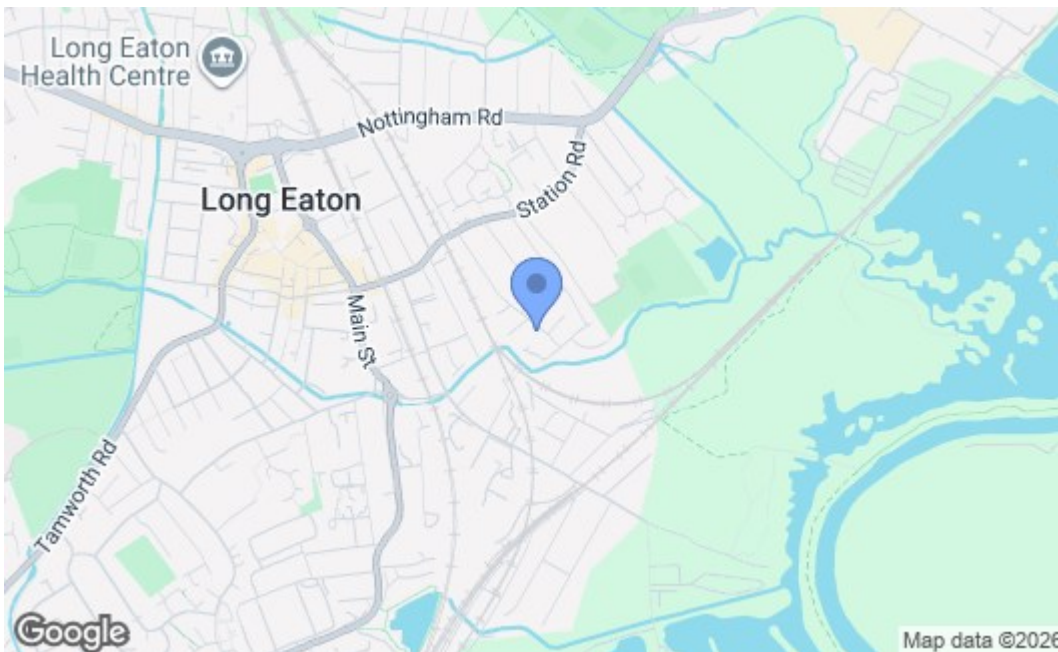 Long Eaton
Health Centre
Nottingham Rd
Station Rd
Long Eaton
Main St
Tamworth Rd
Google
Map data ©2026